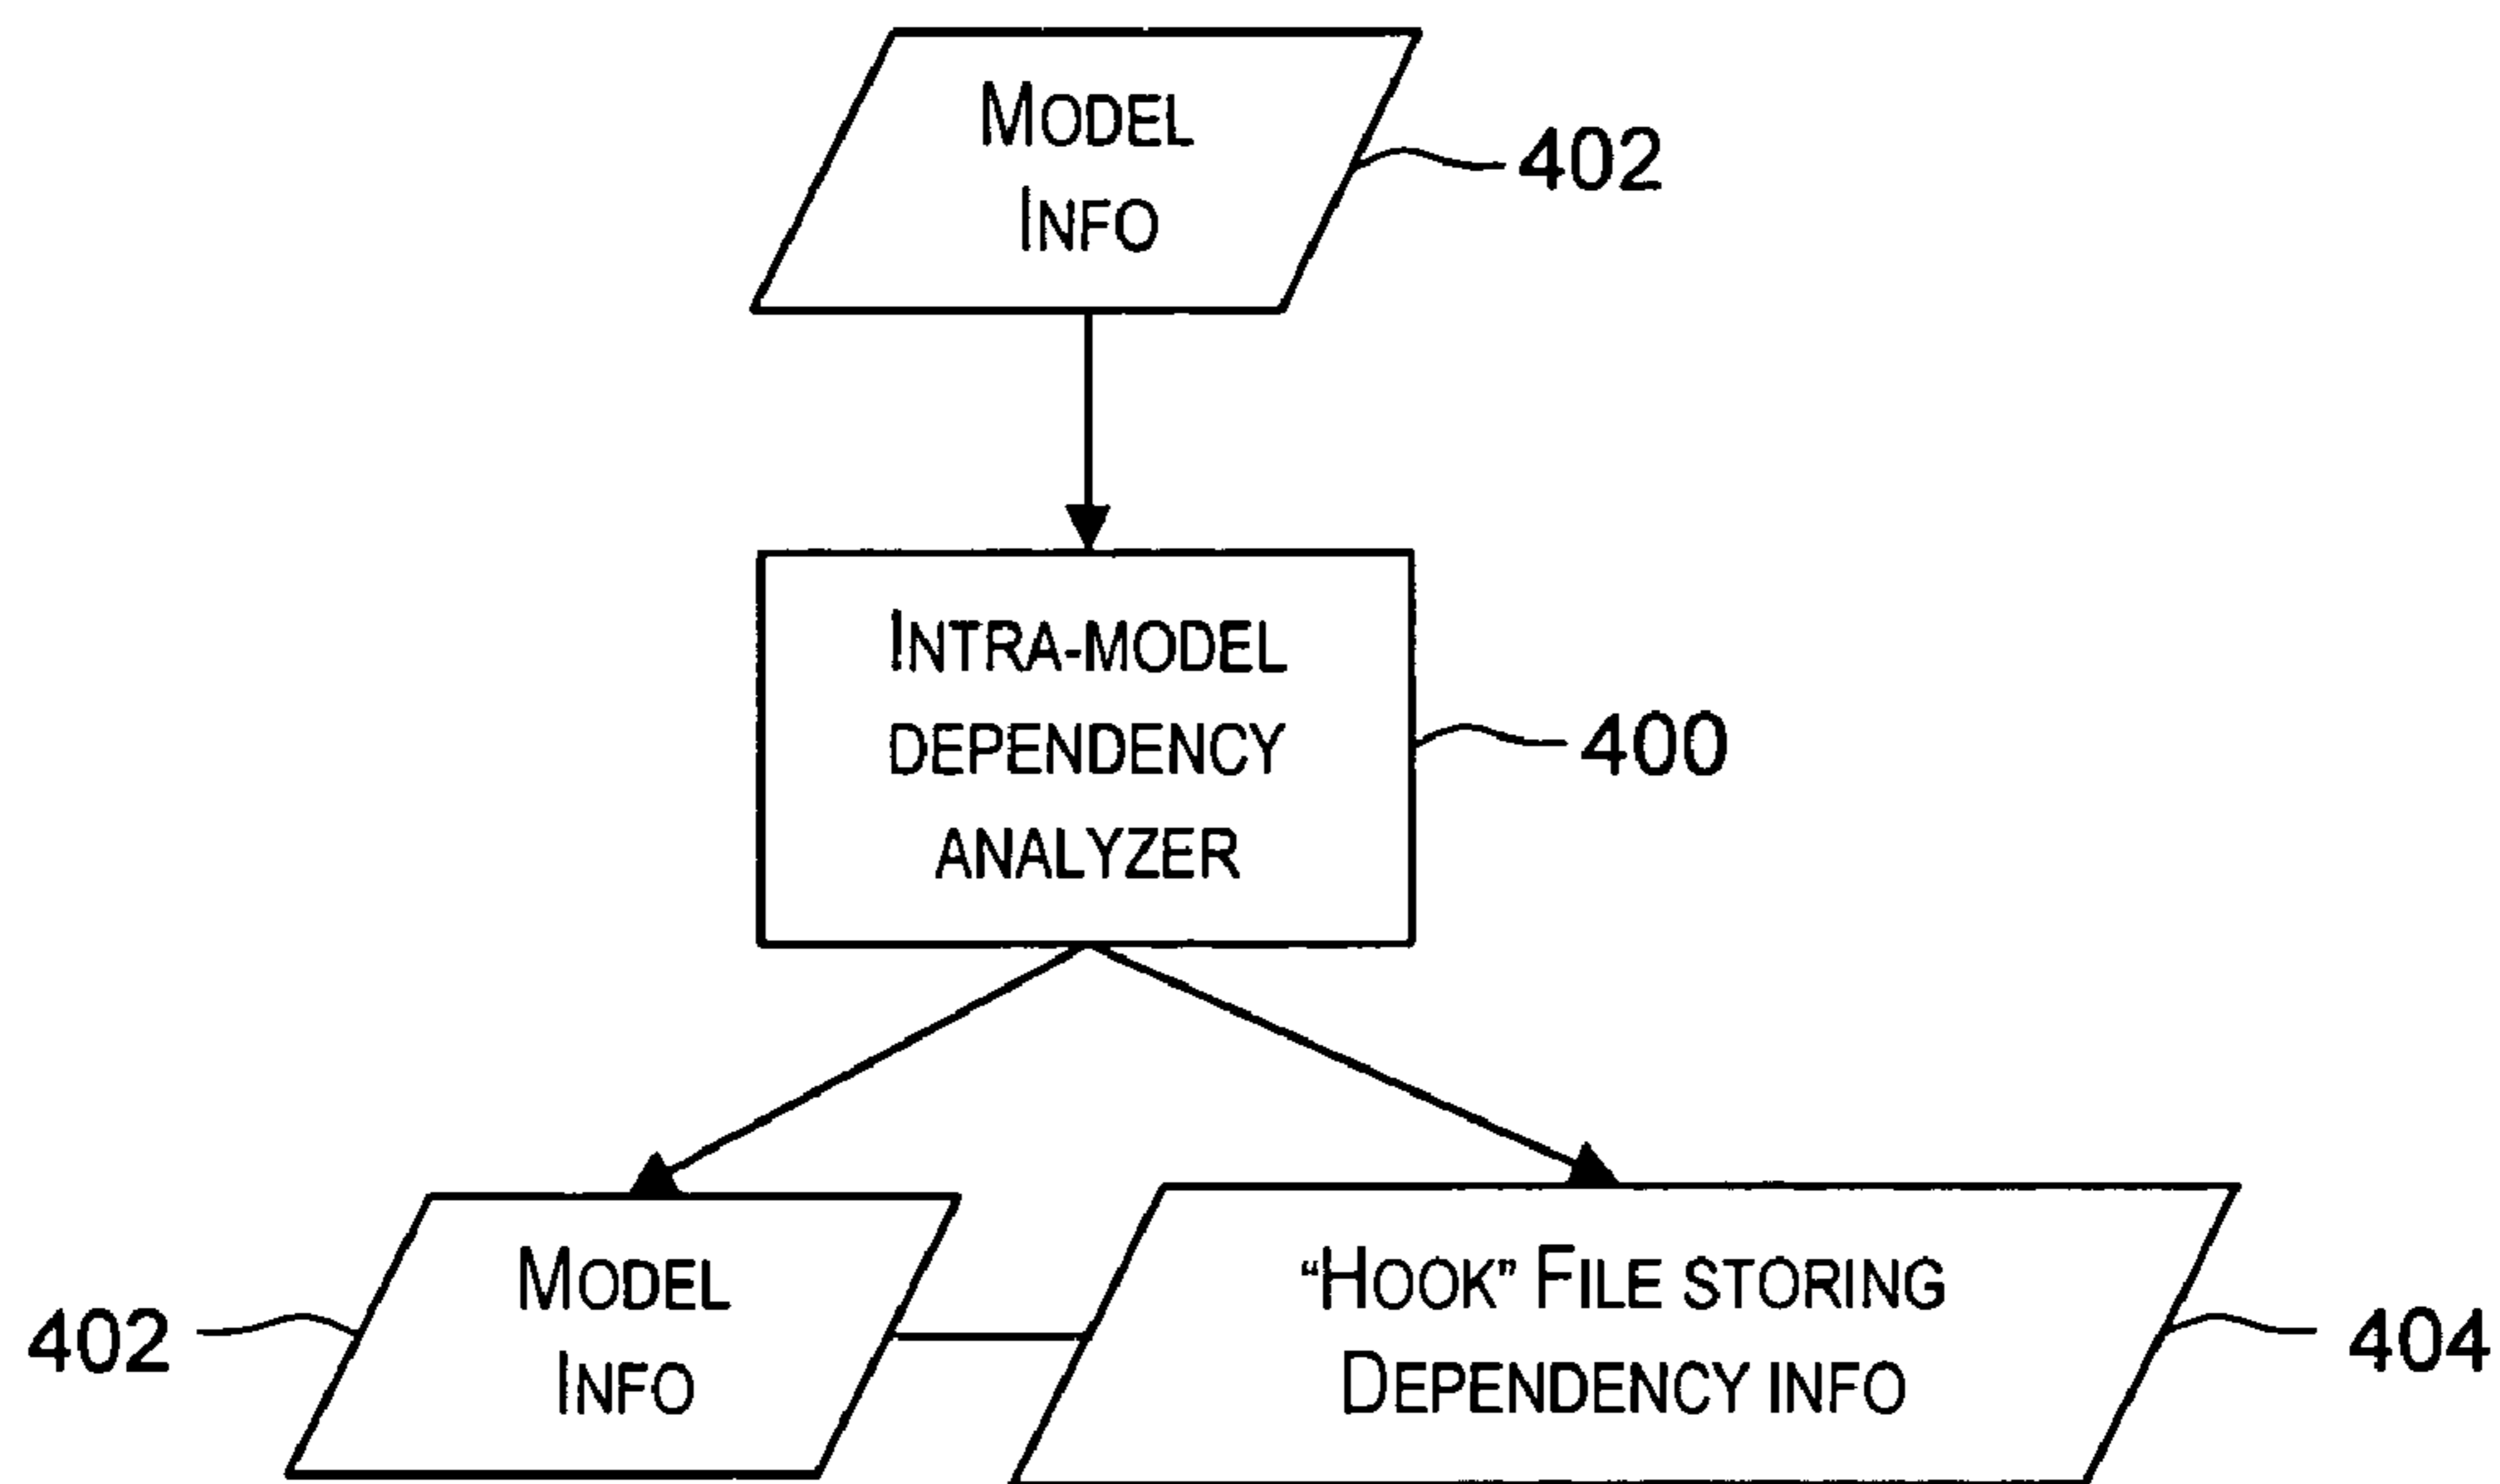 MODEL
INFO
402
INTRA-MODEL
DEPENDENCY
ANALYZER
400
MODEL
INFO
402
"HOOK" FILE STORING
DEPENDENCY INFO
404